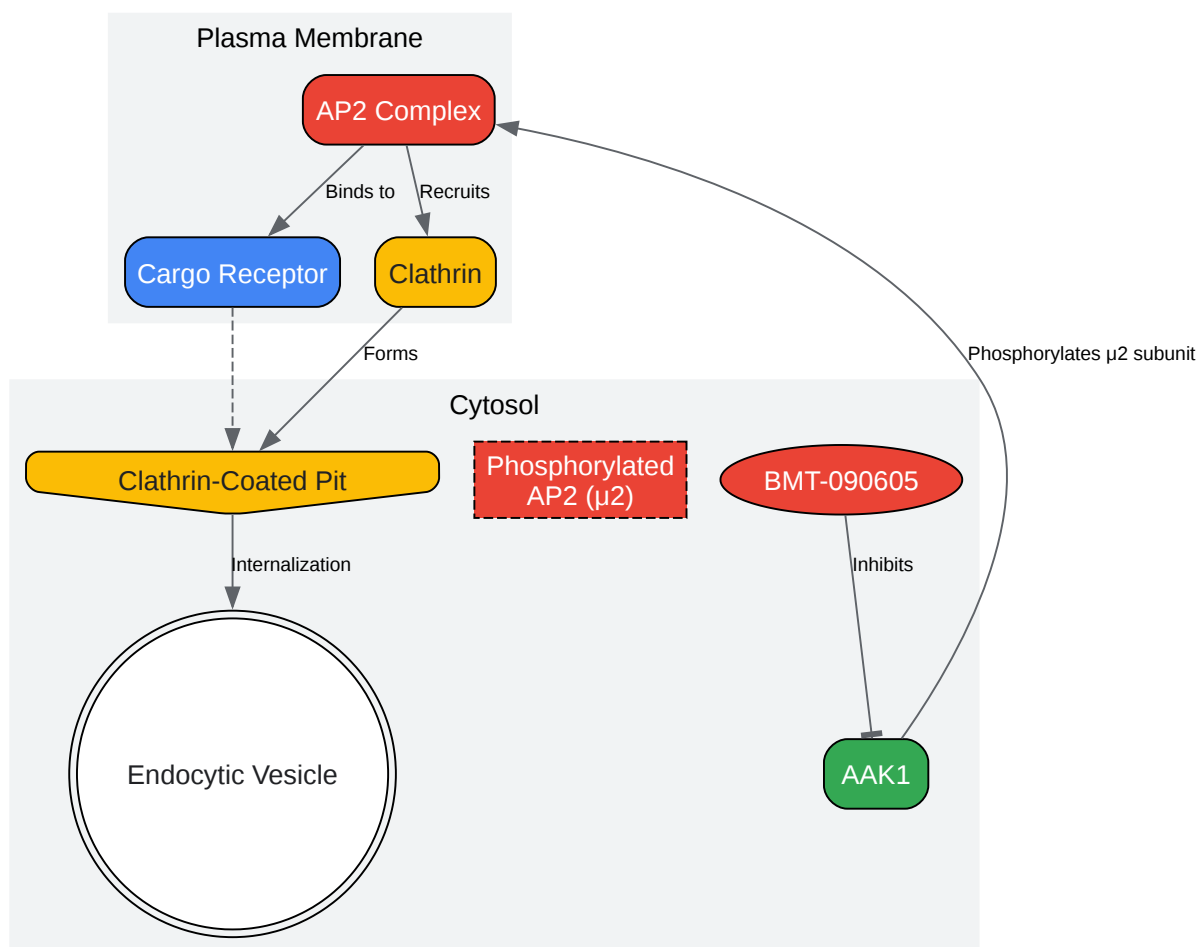 Plasma Membrane
AP2 Complex
Binds to
Recruits
Cargo Receptor
Clathrin
Forms
Phosphorylates μ2 subunit
Cytosol
Clathrin-Coated Pit
Phosphorylated
AP2 (μ2)
BMT-090605
Internalization
Inhibits
Endocytic Vesicle
AAK1